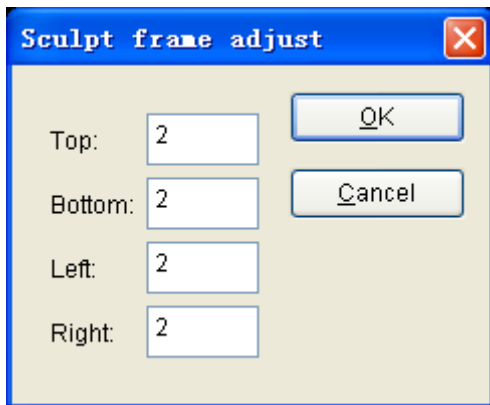 Sculpt frame adjust
Top: 2
OK
Bottom: 2
Cancel
Left: 2
Right: 2